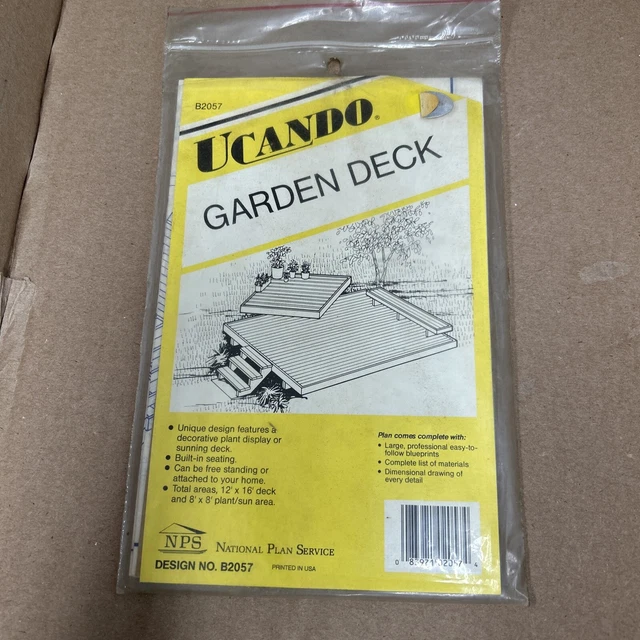 B2057
UCANDO®
GARDEN DECK
• Unique design features a
decorative plant display or
sunning deck.
• Built-in seating.
• Can be free standing or
attached to your home.
• Total areas, 12' x 16' deck
and 8' x 8' plant/sun area.
Plan comes complete with:
• Large, professional easy-to-
follow blueprints
• Complete list of materials
• Dimensional drawing of
every detail
NPS
NATIONAL PLAN SERVICE
DESIGN NO. B2057
PRINTED IN USA